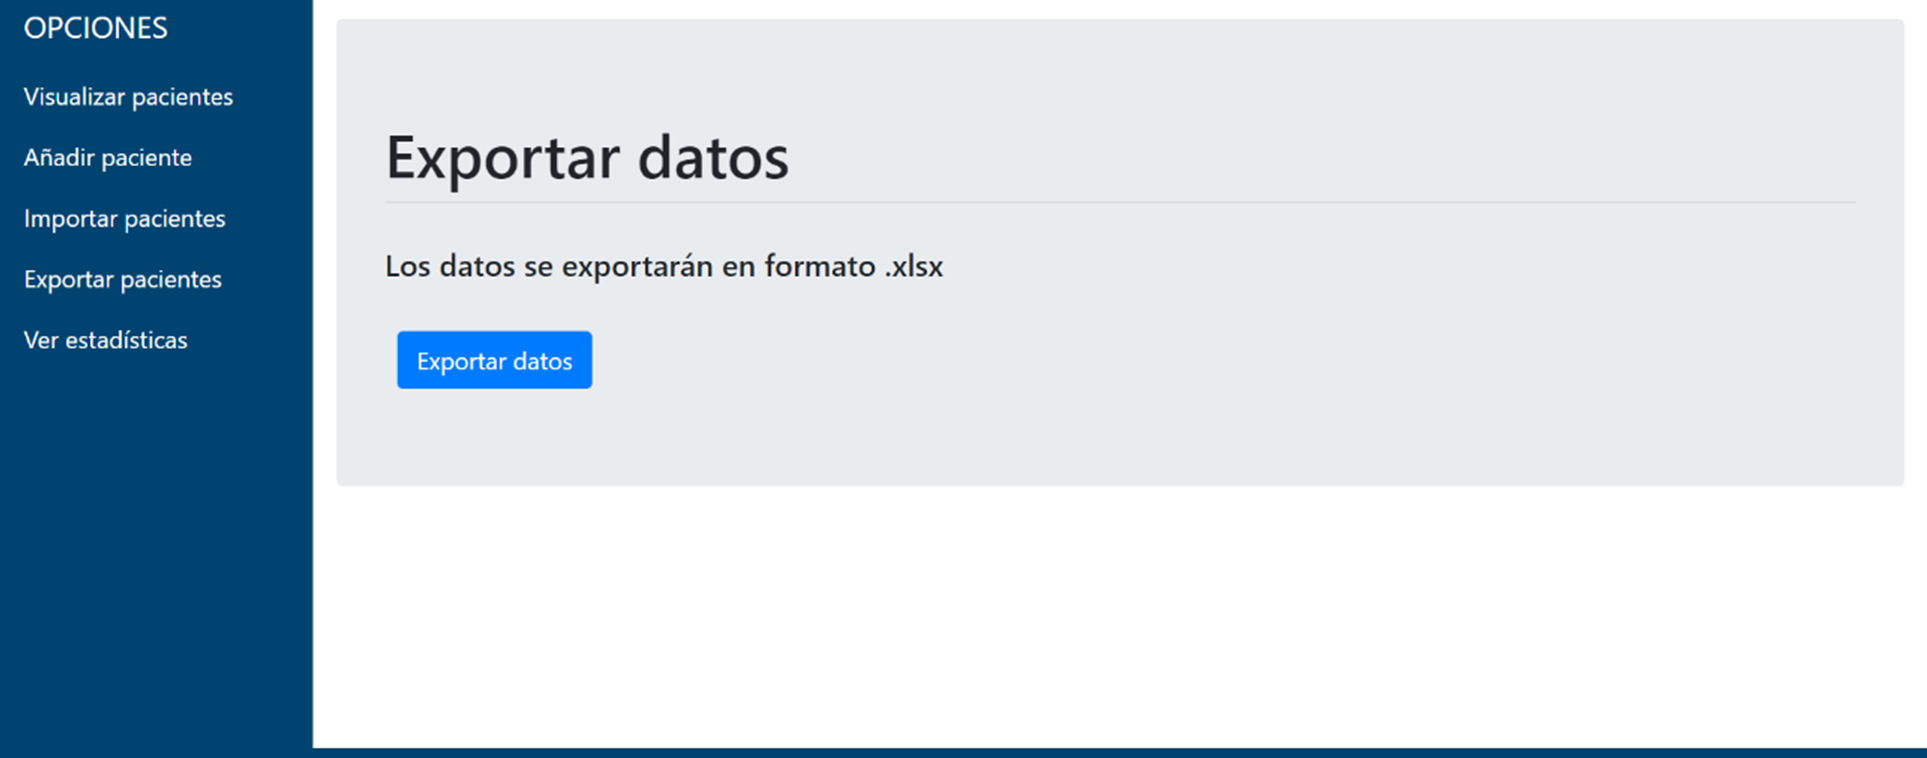 OPCIONES
Visualizar pacientes
Añadir paciente
Importar pacientes
Exportar pacientes
Ver estadísticas
Exportar datos
Los datos se exportarán en formato .xlsx
Exportar datos